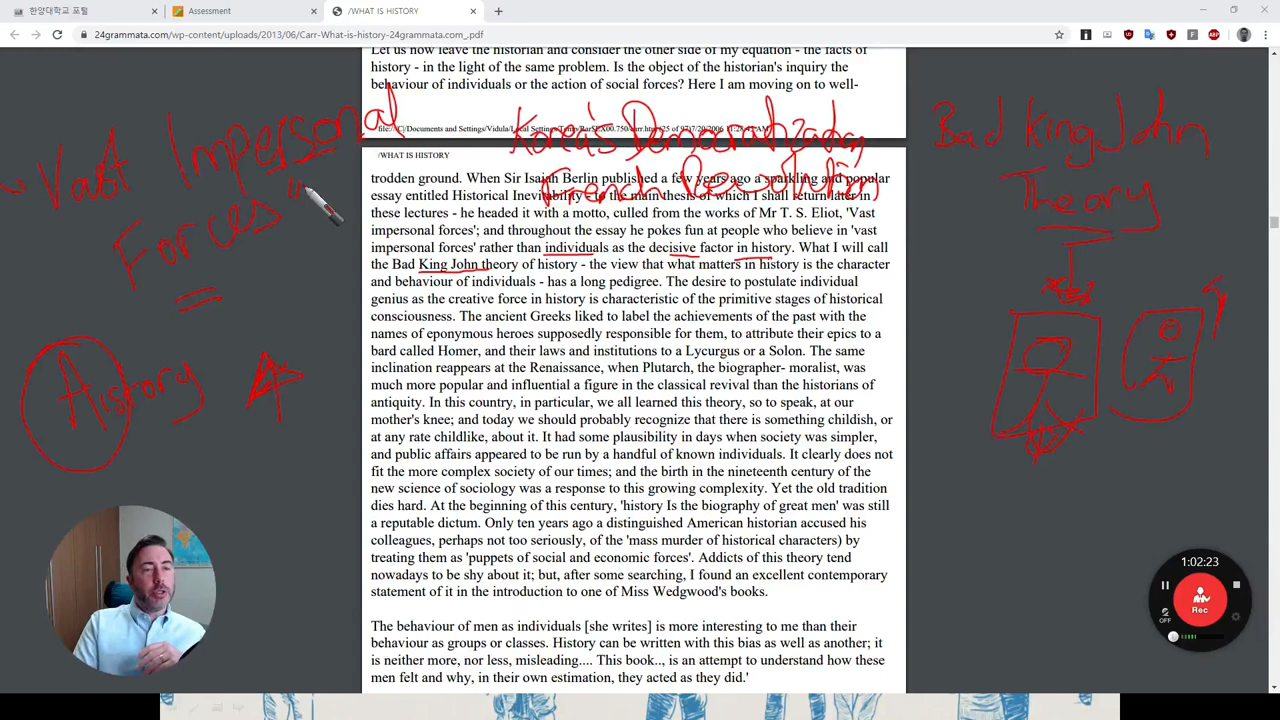 한양대학교 포털
Assessment
/WHAT IS HISTORY
24grammata.com/wp-content/uploads/2013/06/Carr-What-is-history-24grammata.com_.pdf
Let us now leave the historian and consider the other side of my equation - the facts of
history - in the light of the same problem. Is the object of the historian's inquiry the
behaviour of individuals or the action of social forces? Here I am moving on to well-
file:///C|/Documents and Settings/Vidula/Local Settings/Temp/Rar$EX00.750/carr.htm (25 of 97)7/20/2006 11:28:43 AM
/WHAT IS HISTORY
trodden ground. When Sir Isaiah Berlin published a few years ago a sparkling and popular
essay entitled Historical Inevitability - to the main thesis of which I shall return later in
these lectures - he headed it with a motto, culled from the works of Mr T. S. Eliot, 'Vast
impersonal forces'; and throughout the essay he pokes fun at people who believe in 'vast
impersonal forces' rather than individuals as the decisive factor in history. What I will call
the Bad King John theory of history - the view that what matters in history is the character
and behaviour of individuals - has a long pedigree. The desire to postulate individual
genius as the creative force in history is characteristic of the primitive stages of historical
consciousness. The ancient Greeks liked to label the achievements of the past with the
names of eponymous heroes supposedly responsible for them, to attribute their epics to a
bard called Homer, and their laws and institutions to a Lycurgus or a Solon. The same
inclination reappears at the Renaissance, when Plutarch, the biographer- moralist, was
much more popular and influential a figure in the classical revival than the historians of
antiquity. In this country, in particular, we all learned this theory, so to speak, at our
mother's knee; and today we should probably recognize that there is something childish, or
at any rate childlike, about it. It had some plausibility in days when society was simpler,
and public affairs appeared to be run by a handful of known individuals. It clearly does not
fit the more complex society of our times; and the birth in the nineteenth century of the
new science of sociology was a response to this growing complexity. Yet the old tradition
dies hard. At the beginning of this century, 'history Is the biography of great men' was still
a reputable dictum. Only ten years ago a distinguished American historian accused his
colleagues, perhaps not too seriously, of the 'mass murder of historical characters) by
treating them as 'puppets of social and economic forces'. Addicts of this theory tend
nowadays to be shy about it; but, after some searching, I found an excellent contemporary
statement of it in the introduction to one of Miss Wedgwood's books.
The behaviour of men as individuals [she writes] is more interesting to me than their
behaviour as groups or classes. History can be written with this bias as well as another; it
is neither more, nor less, misleading.... This book.., is an attempt to understand how these
men felt and why, in their own estimation, they acted as they did.'
Vast Impersonal
Forces"
History
Korea's Democratization
French Revolution
Bad King John
Theory
1:02:23
Rec
OFF